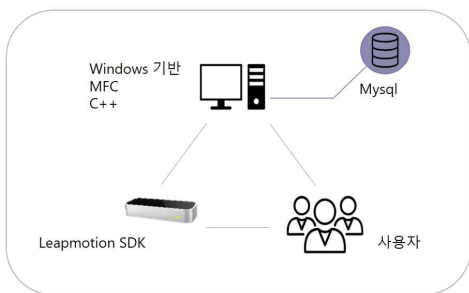 Windows 기반
MFC
C++
Mysql
Leapmotion SDK
사용자